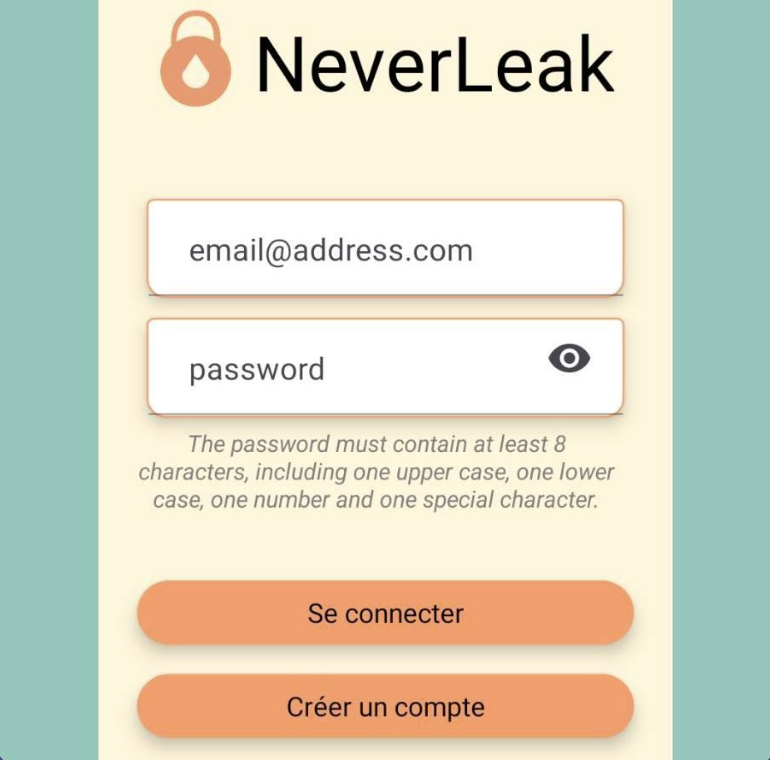 NeverLeak
email@address.com
password
The password must contain at least 8
characters, including one upper case, one lower
case, one number and one special character.
Se connecter
Créer un compte